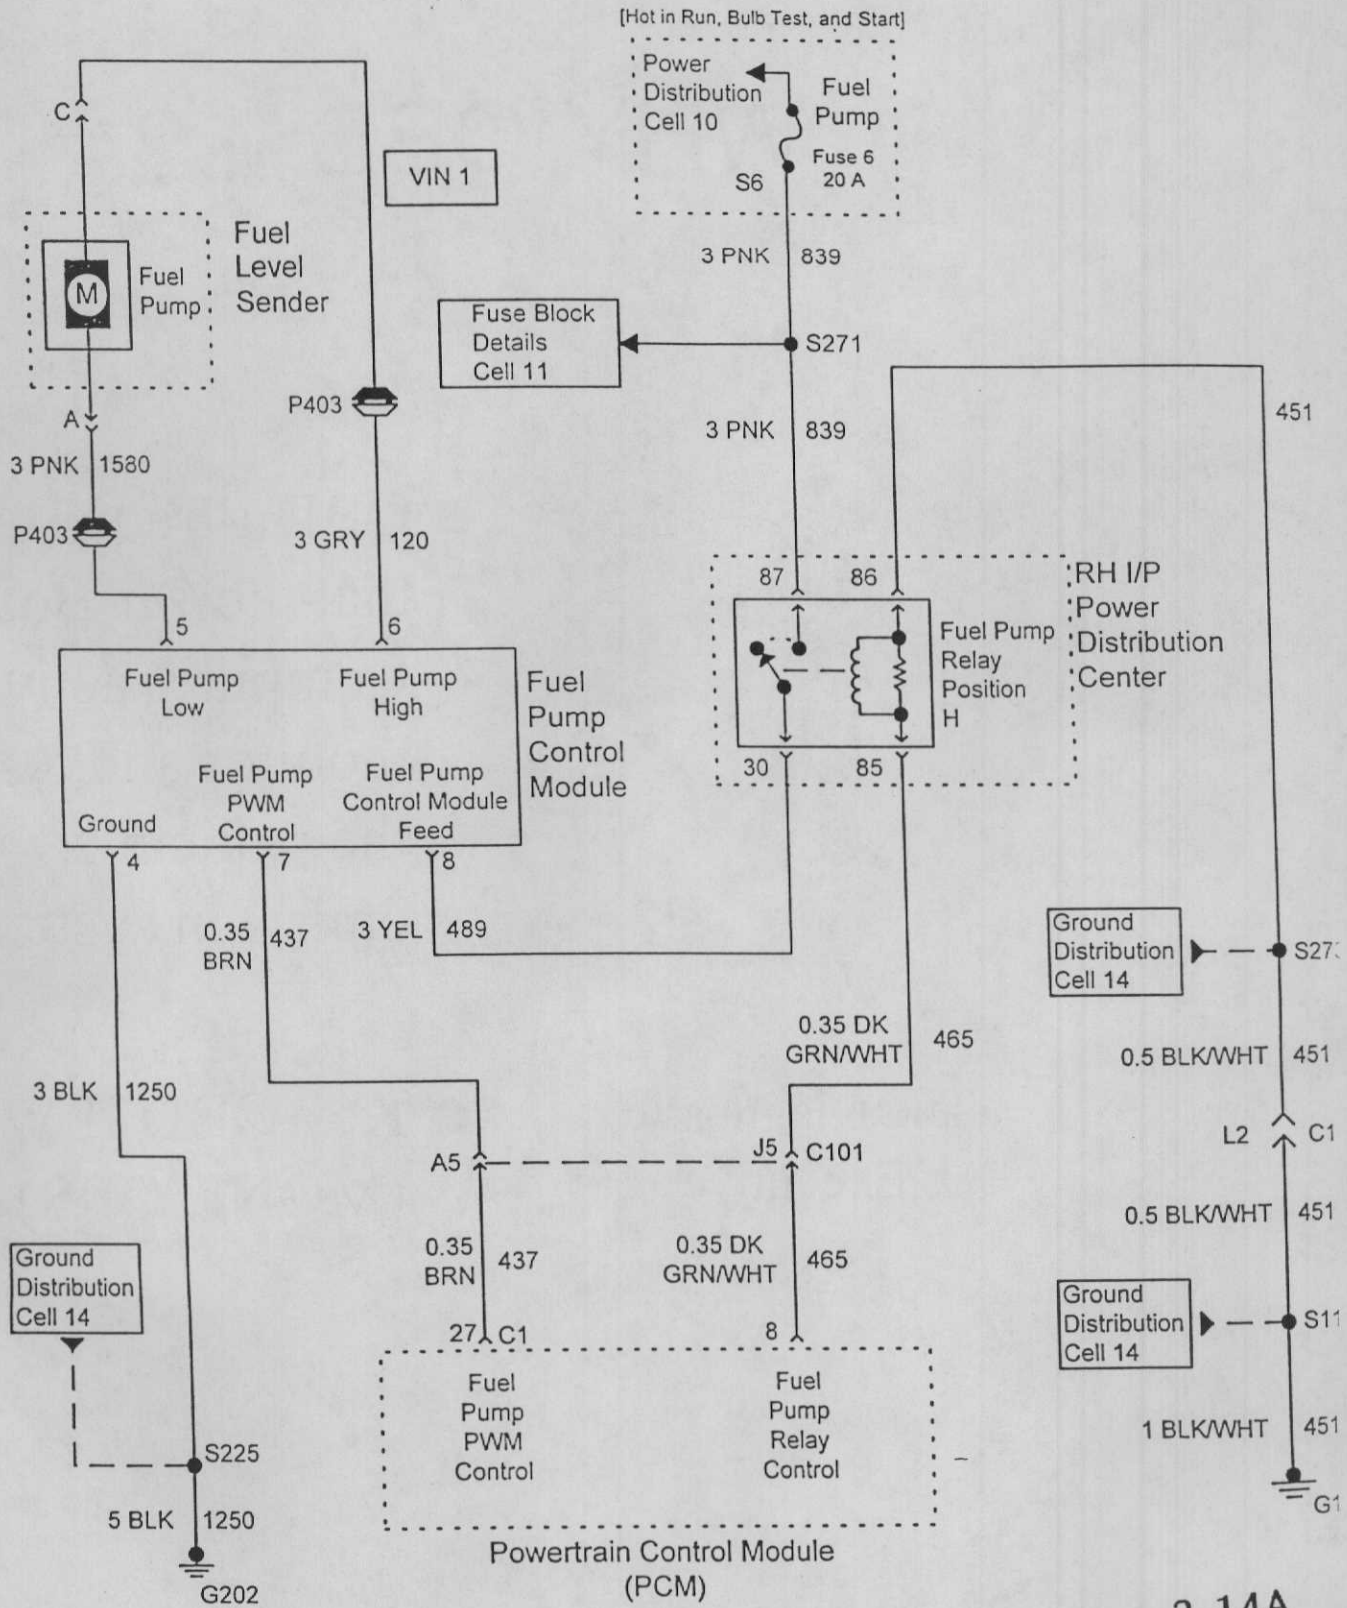 [Hot in Run, Bulb Test, and Start]
Power
Distribution
Cell 10
Fuel
Pump
Fuse 6
20 A
S6
C
VIN 1
Fuel
Level
Sender
M
Fuel
Pump
3 PNK 839
Fuse Block
Details
Cell 11
S271
P403
A
3 PNK 839
451
3 PNK 1580
P403
3 GRY 120
87 86
RH I/P
Power
Distribution
Center
Fuel Pump
Relay
Position
H
5 6
Fuel Pump
Low
Fuel Pump
High
Fuel
Pump
Control
Module
Ground
Fuel Pump
PWM
Control
Fuel Pump
Control Module
Feed
30 85
4 7 8
0.35
BRN
437
3 YEL 489
Ground
Distribution
Cell 14
0.35 DK
GRN/WHT
465
0.5 BLK/WHT 451
3 BLK 1250
L2 C1
A5 J5 C101
0.5 BLK/WHT 451
0.35
BRN
437
0.35 DK
GRN/WHT
465
Ground
Distribution
Cell 14
Ground
Distribution
Cell 14
S11
27 C1 8
Fuel
Pump
PWM
Control
Fuel
Pump
Relay
Control
1 BLK/WHT 451
S225
5 BLK 1250
G202
G1
Powertrain Control Module
(PCM)